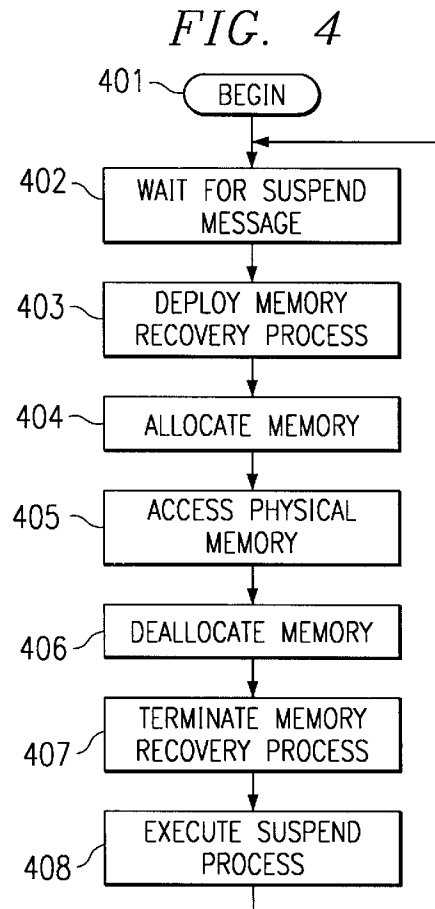 FIG. 4
401
BEGIN
402
WAIT FOR SUSPEND
MESSAGE
403
DEPLOY MEMORY
RECOVERY PROCESS
404
ALLOCATE MEMORY
405
ACCESS PHYSICAL
MEMORY
406
DEALLOCATE MEMORY
407
TERMINATE MEMORY
RECOVERY PROCESS
408
EXECUTE SUSPEND
PROCESS